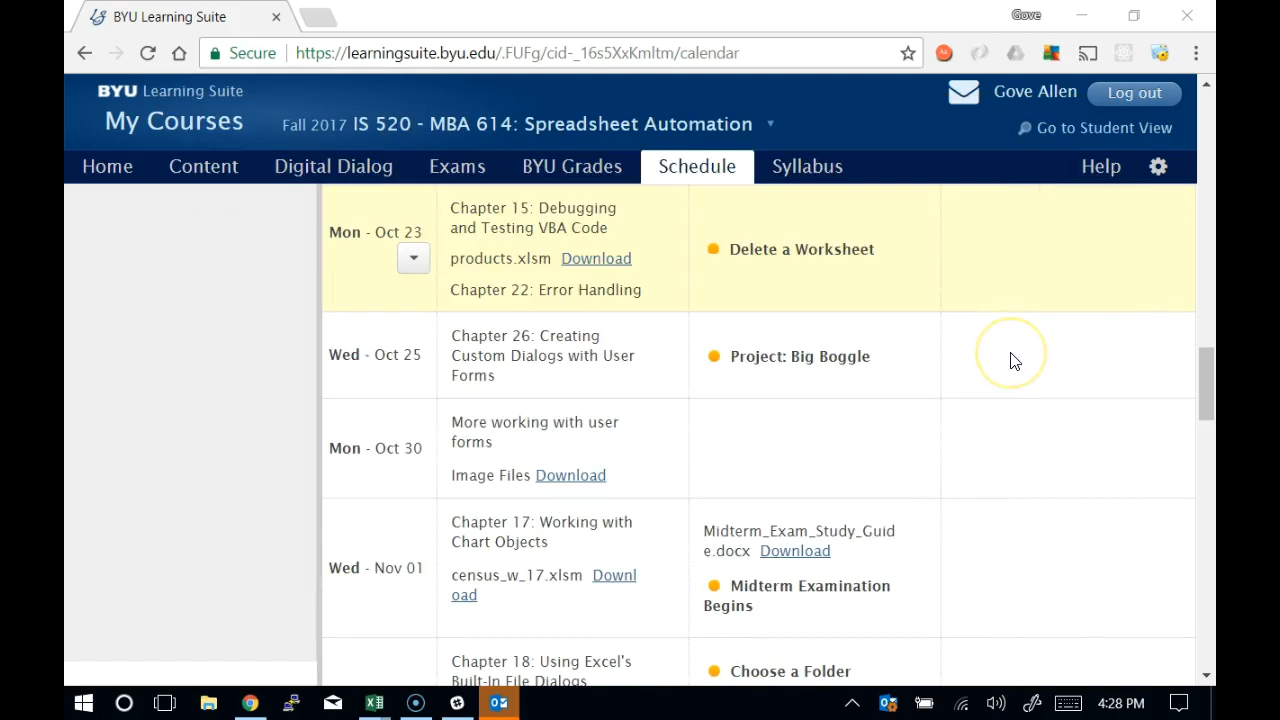 BYU Learning Suite
Gove
Secure
https://learningsuite.byu.edu/.FUFg/cid-_16s5XxKmltm/calendar
BYU Learning Suite
Gove Allen
Log out
My Courses
Fall 2017 IS 520 - MBA 614: Spreadsheet Automation
Go to Student View
Home
Content
Digital Dialog
Exams
BYU Grades
Schedule
Syllabus
Help
Mon - Oct 23
Chapter 15: Debugging
and Testing VBA Code
products.xlsm Download
Chapter 22: Error Handling
Delete a Worksheet
Wed - Oct 25
Chapter 26: Creating
Custom Dialogs with User
Forms
Project: Big Boggle
Mon - Oct 30
More working with user
forms
Image Files Download
Wed - Nov 01
Chapter 17: Working with
Chart Objects
census_w_17.xlsm Downl
oad
Midterm_Exam_Study_Guid
e.docx Download
Midterm Examination
Begins
Chapter 18: Using Excel's
Built-In File Dialogs
Choose a Folder
4:28 PM